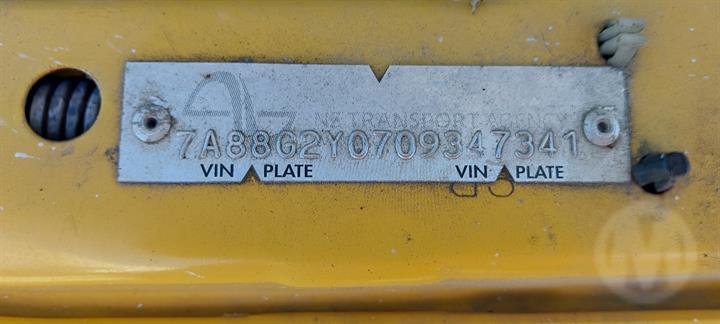 NZ TRANSPORT AGENCY
7A88G2Y0709347341
VIN PLATE VIN PLATE